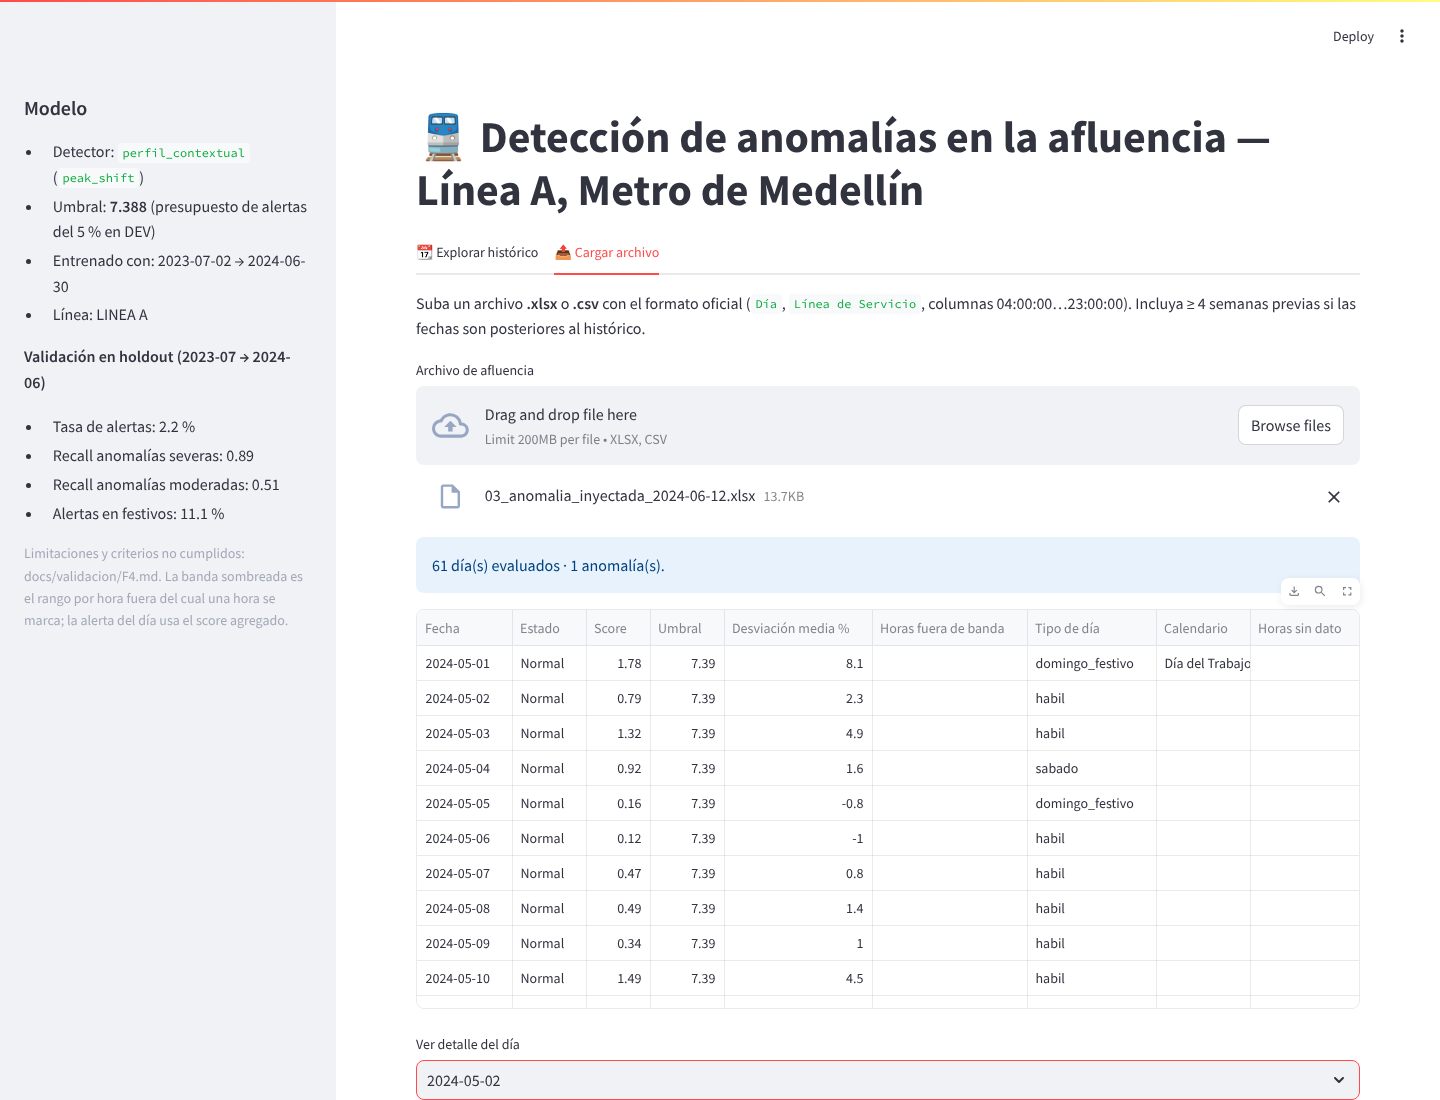 Deploy
Modelo
Detector: perfil_contextual
( peak_shift )
Umbral: 7.388 (presupuesto de alertas
del 5 % en DEV)
Entrenado con: 2023-07-02 → 2024-06-
30
Línea: LINEA A
Validación en holdout (2023-07 → 2024-
06)
Tasa de alertas: 2.2 %
Recall anomalías severas: 0.89
Recall anomalías moderadas: 0.51
Alertas en festivos: 11.1 %
Limitaciones y criterios no cumplidos:
docs/validacion/F4.md. La banda sombreada es
el rango por hora fuera del cual una hora se
marca; la alerta del día usa el score agregado.
Detección de anomalías en la afluencia —
Línea A, Metro de Medellín
Explorar histórico Cargar archivo
Suba un archivo .xlsx o .csv con el formato oficial ( Día , Línea de Servicio , columnas 04:00:00…23:00:00). Incluya ≥ 4 semanas previas si las
fechas son posteriores al histórico.
Archivo de afluencia
Drag and drop file here
Limit 200MB per file • XLSX, CSV
Browse files
03_anomalia_inyectada_2024-06-12.xlsx 13.7KB
61 día(s) evaluados · 1 anomalía(s).
Fecha Estado Score Umbral Desviación media % Horas fuera de banda Tipo de día Calendario Horas sin dato
2024-05-01 Normal 1.78 7.39 8.1 domingo_festivo Día del Trabajo
2024-05-02 Normal 0.79 7.39 2.3 habil
2024-05-03 Normal 1.32 7.39 4.9 habil
2024-05-04 Normal 0.92 7.39 1.6 sabado
2024-05-05 Normal 0.16 7.39 -0.8 domingo_festivo
2024-05-06 Normal 0.12 7.39 -1 habil
2024-05-07 Normal 0.47 7.39 0.8 habil
2024-05-08 Normal 0.49 7.39 1.4 habil
2024-05-09 Normal 0.34 7.39 1 habil
2024-05-10 Normal 1.49 7.39 4.5 habil
Ver detalle del día
2024-05-02